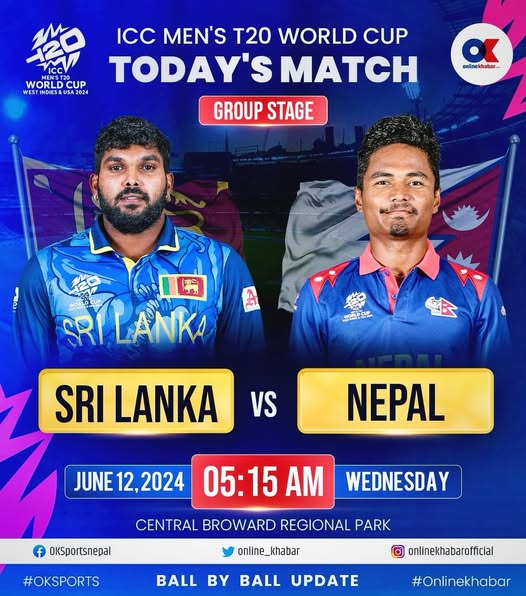 ICC MEN'S T20 WORLD CUP
TODAY'S MATCH
GROUP STAGE
T20
ICC
MEN'S T20
WORLD CUP
WEST INDIES & USA 2024
OK
onlinekhabar.com
SRI LANKA
NEPAL
SRI LANKA VS NEPAL
JUNE 12, 2024 05:15 AM WEDNESDAY
CENTRAL BROWARD REGIONAL PARK
OKSportsnepal online_khabar onlinekhabarofficial
#OKSPORTS BALL BY BALL UPDATE #Onlinekhabar